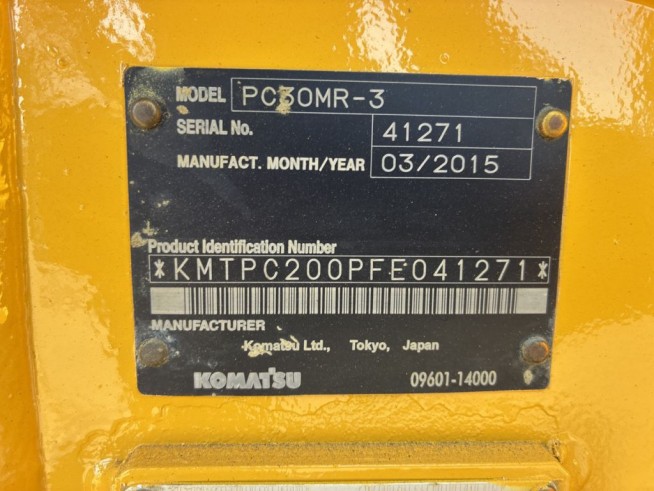 MODEL PC30MR-3
SERIAL No. 41271
MANUFACT. MONTH/YEAR 03/2015
Product Identification Number
*KMTPC200PFE041271*
MANUFACTURER
Komatsu Ltd., Tokyo, Japan
KOMATSU 09601-14000